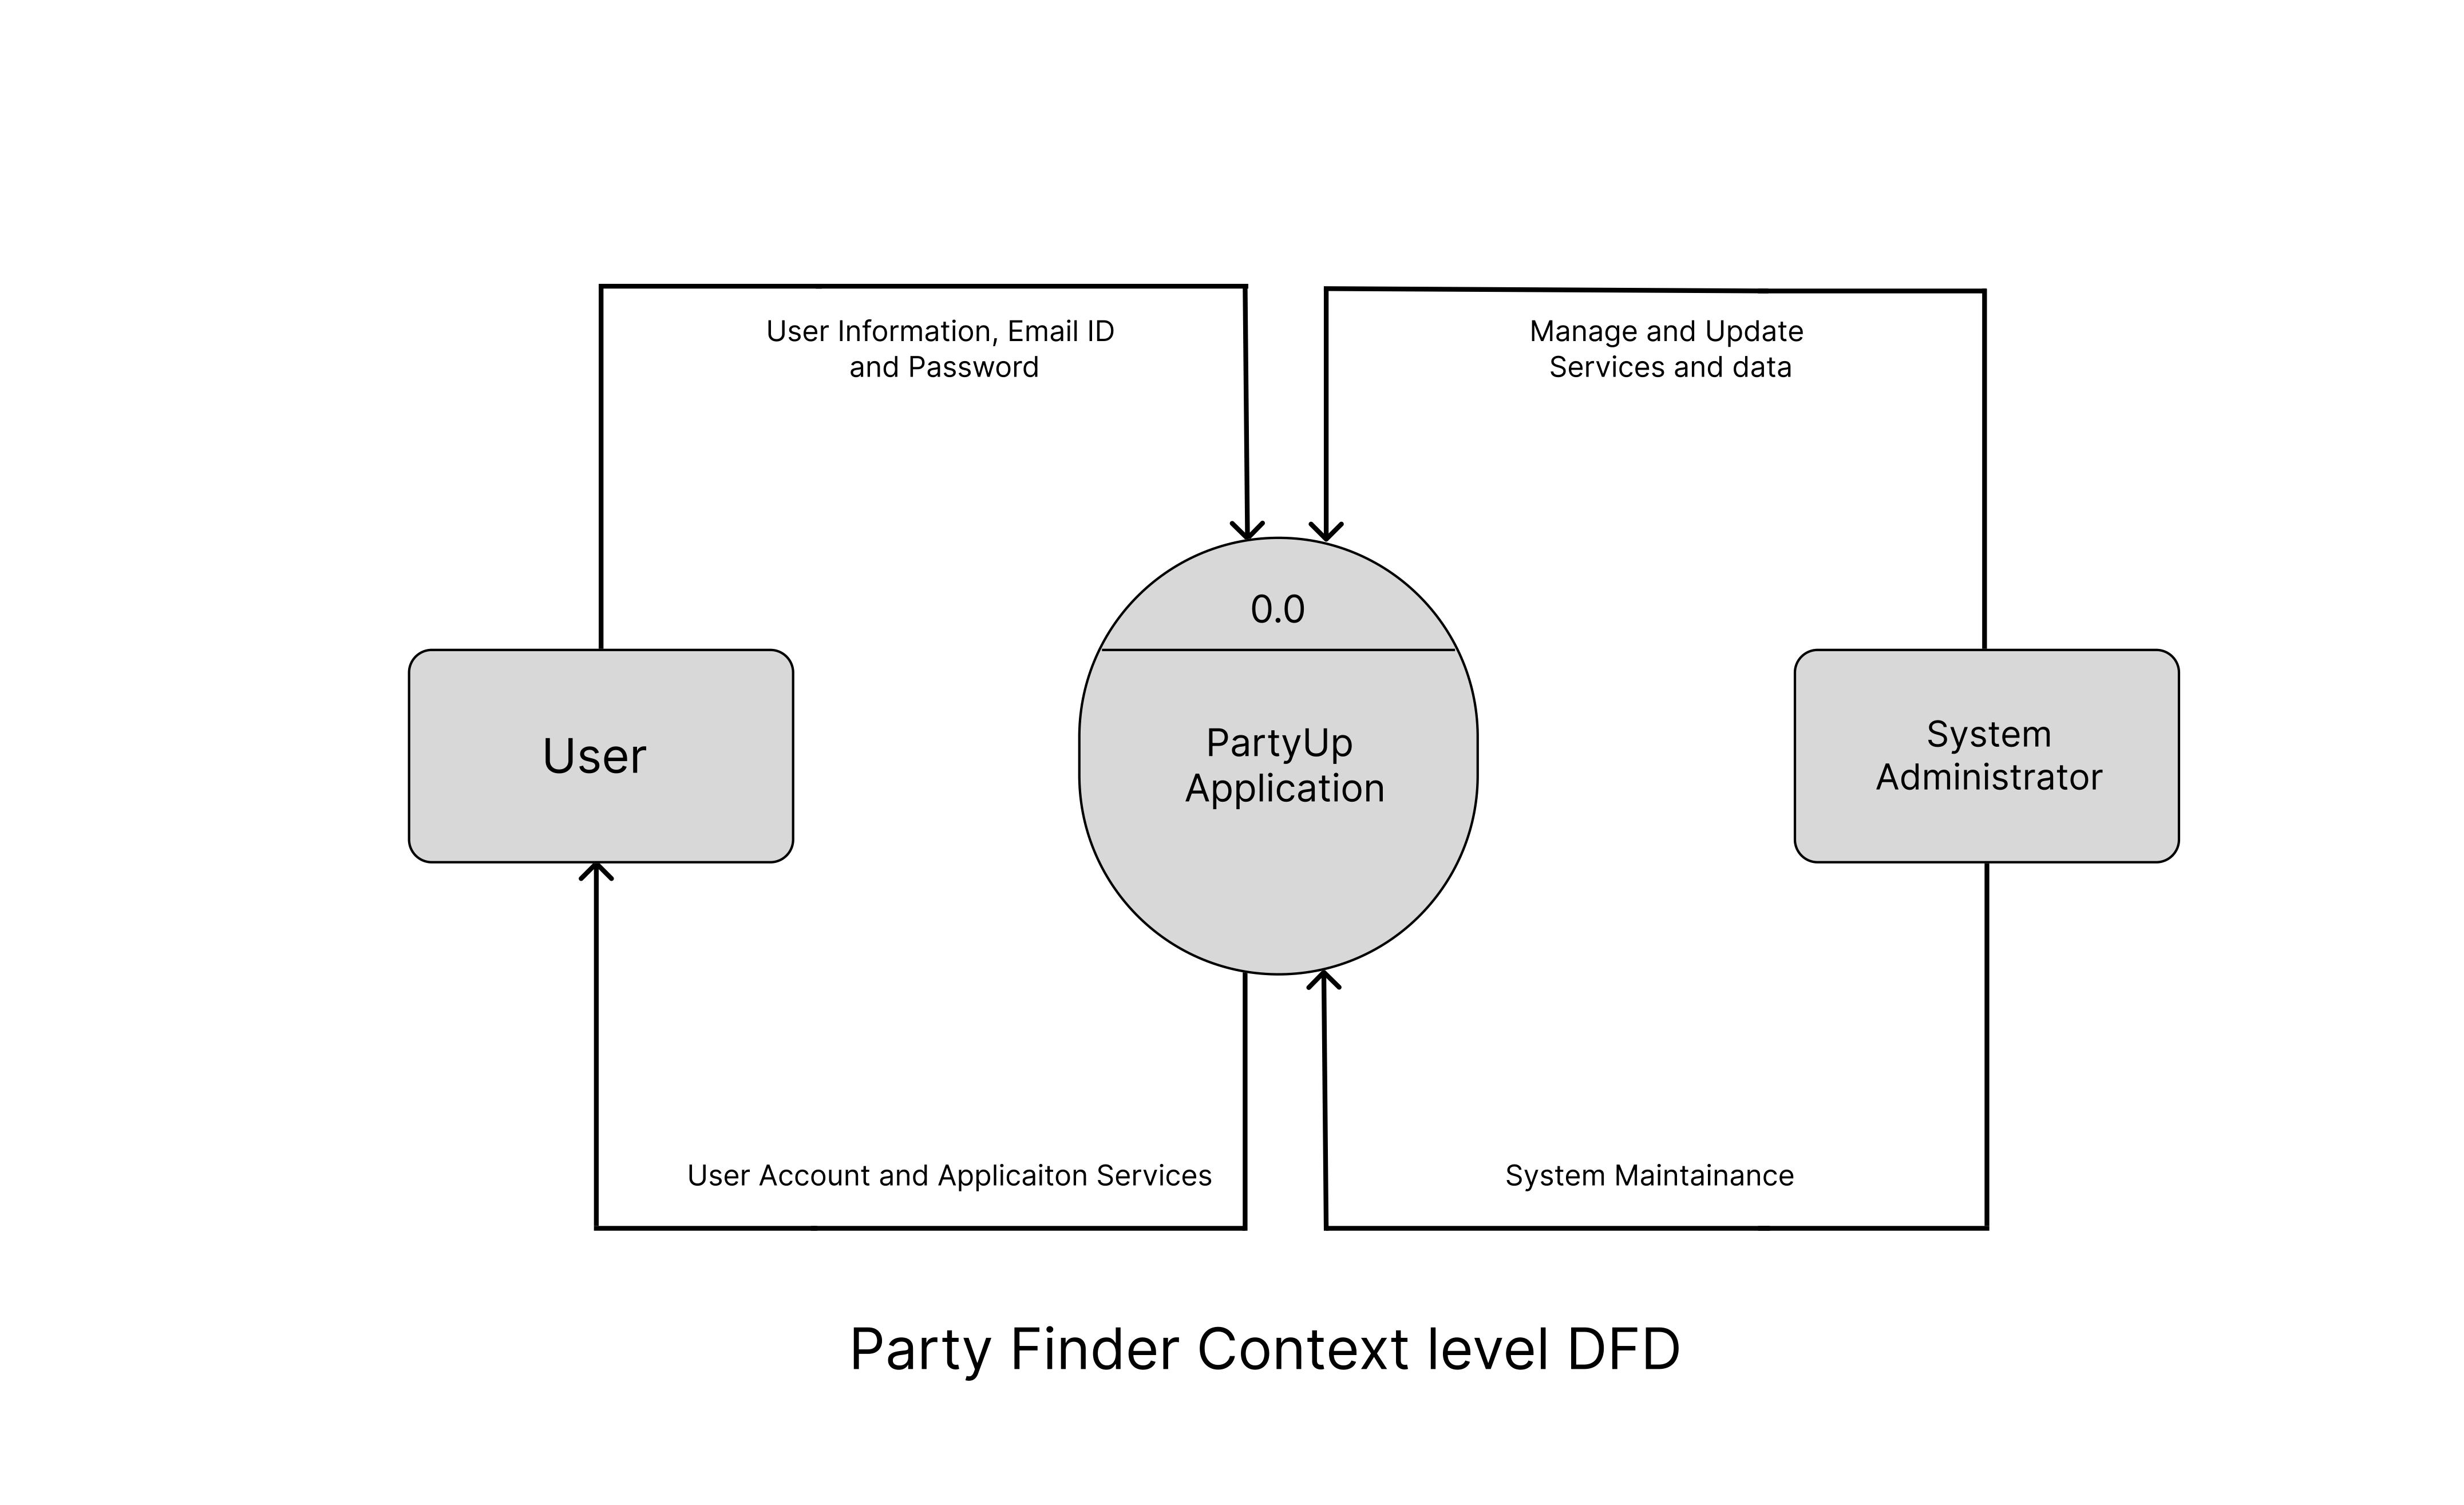 User Information, Email ID
and Password
Manage and Update
Services and data
0.0
User
PartyUp
Application
System
Administrator
User Account and Applicaiton Services
System Maintainance
Party Finder Context level DFD